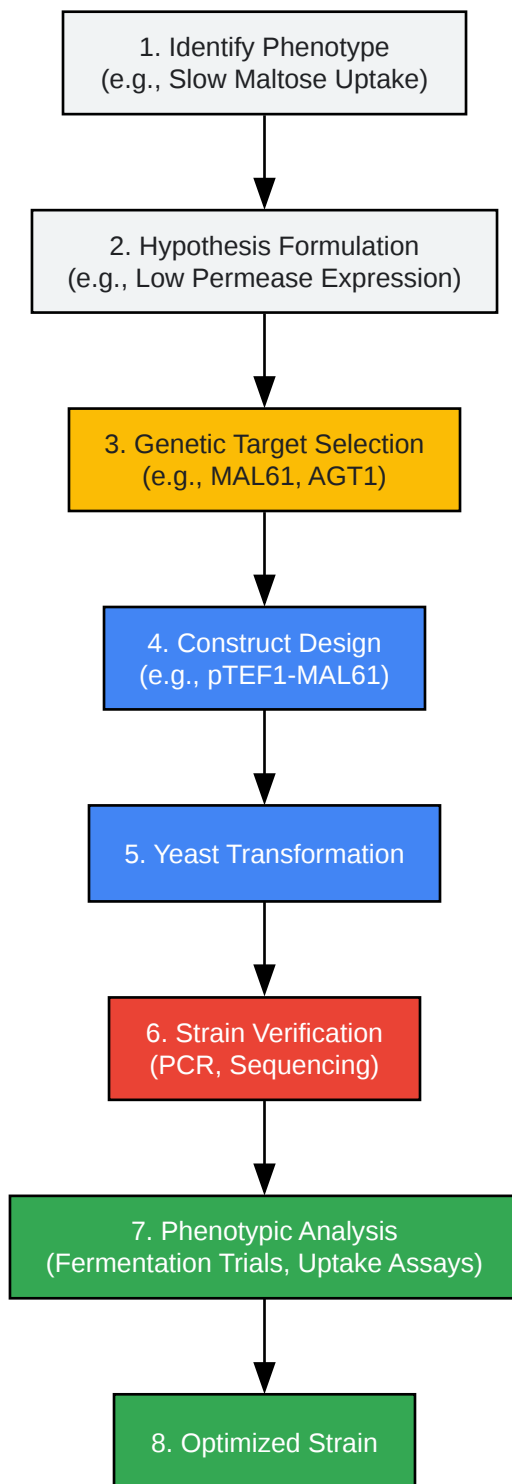 1. Identify Phenotype
(e.g., Slow Maltose Uptake)
2. Hypothesis Formulation
(e.g., Low Permease Expression)
3. Genetic Target Selection
(e.g., MAL61, AGT1)
4. Construct Design
(e.g., pTEF1-MAL61)
5. Yeast Transformation
6. Strain Verification
(PCR, Sequencing)
7. Phenotypic Analysis
(Fermentation Trials, Uptake Assays)
8. Optimized Strain